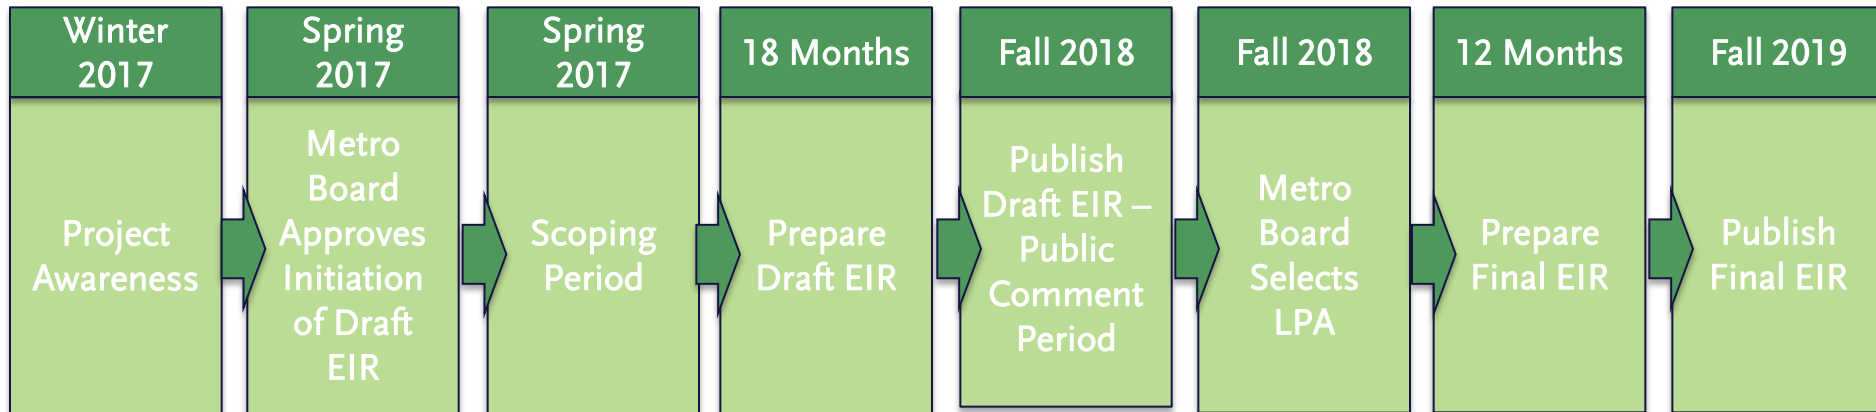 Winter
2017
Project
Awareness
Spring
2017
Metro
Board
Approves
Initiation
of Draft
EIR
Spring
2017
Scoping
Period
18 Months
Prepare
Draft EIR
Fall 2018
Publish
Draft EIR –
Public
Comment
Period
Fall 2018
Metro
Board
Selects
LPA
12 Months
Prepare
Final EIR
Fall 2019
Publish
Final EIR